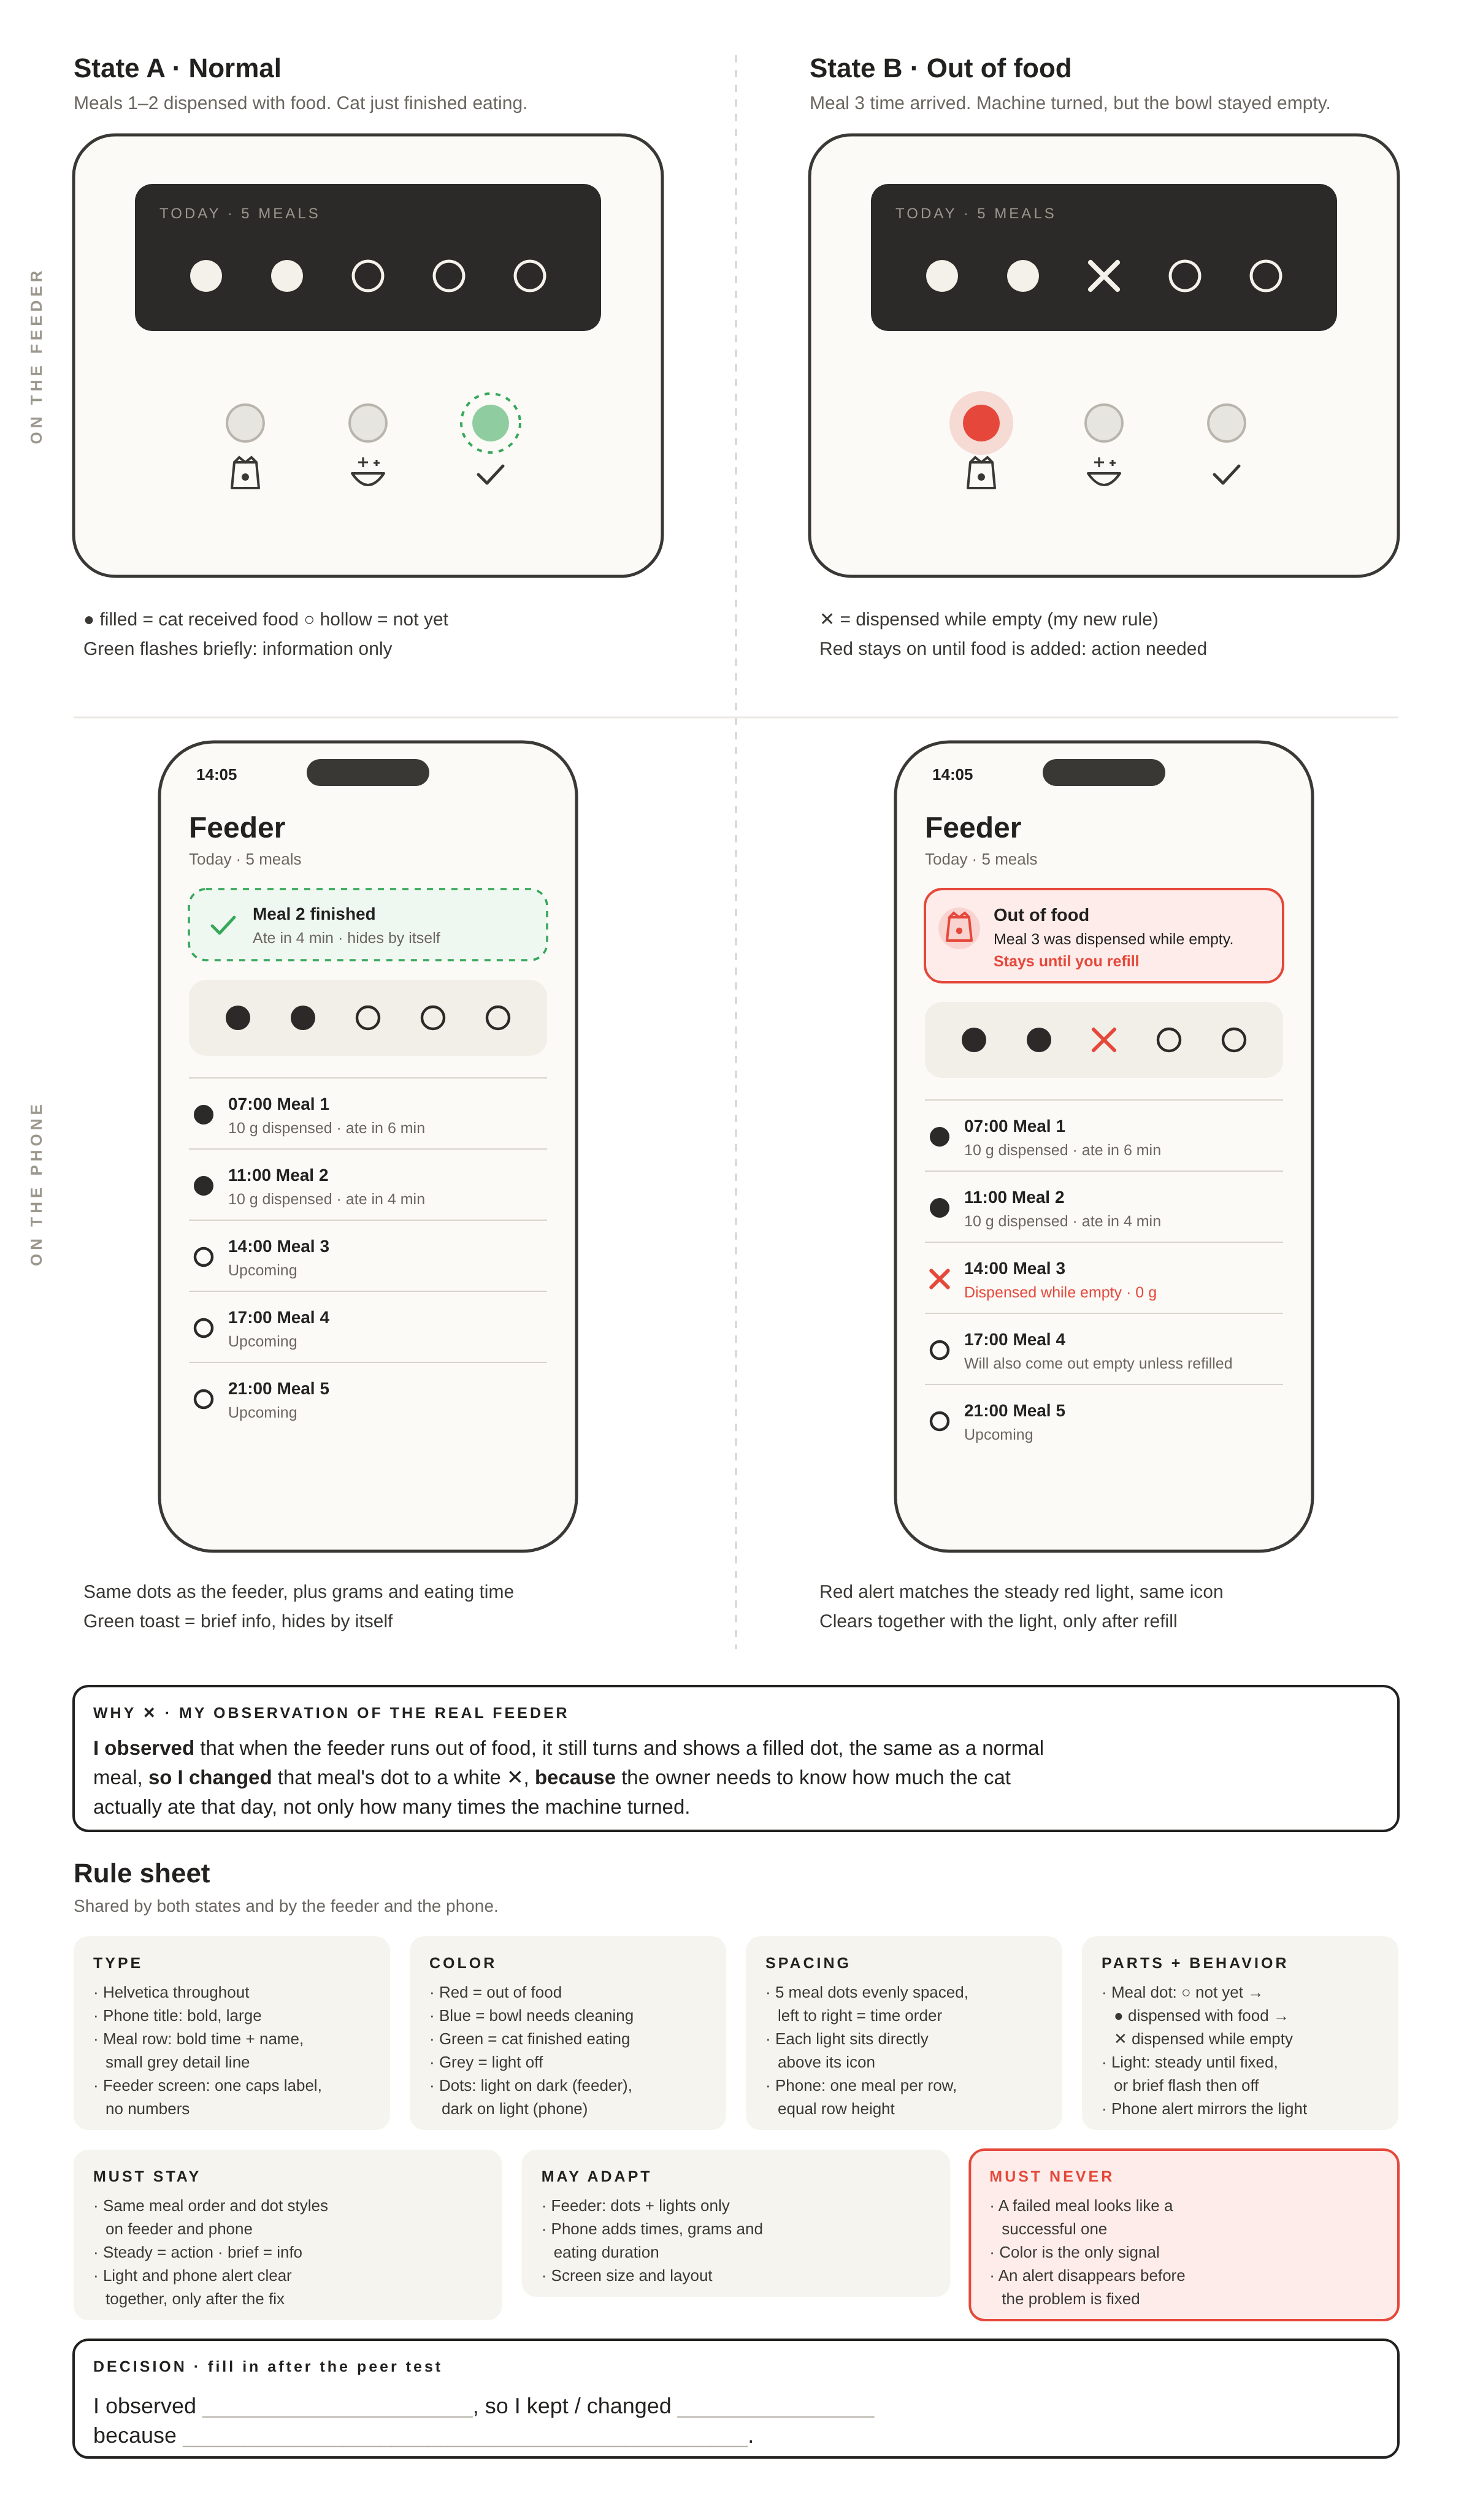 State A · Normal
Meals 1–2 dispensed with food. Cat just finished eating.
State B · Out of food
Meal 3 time arrived. Machine turned, but the bowl stayed empty.
ON THE FEEDER
TODAY · 5 MEALS
TODAY · 5 MEALS
● filled = cat received food ○ hollow = not yet
Green flashes briefly: information only
✕ = dispensed while empty (my new rule)
Red stays on until food is added: action needed
ON THE PHONE
14:05
Feeder
Today · 5 meals
Meal 2 finished
Ate in 4 min · hides by itself
07:00 Meal 1
10 g dispensed · ate in 6 min
11:00 Meal 2
10 g dispensed · ate in 4 min
14:00 Meal 3
Upcoming
17:00 Meal 4
Upcoming
21:00 Meal 5
Upcoming
14:05
Feeder
Today · 5 meals
Out of food
Meal 3 was dispensed while empty.
Stays until you refill
07:00 Meal 1
10 g dispensed · ate in 6 min
11:00 Meal 2
10 g dispensed · ate in 4 min
14:00 Meal 3
Dispensed while empty · 0 g
17:00 Meal 4
Will also come out empty unless refilled
21:00 Meal 5
Upcoming
Same dots as the feeder, plus grams and eating time
Green toast = brief info, hides by itself
Red alert matches the steady red light, same icon
Clears together with the light, only after refill
WHY ✕ · MY OBSERVATION OF THE REAL FEEDER
I observed that when the feeder runs out of food, it still turns and shows a filled dot, the same as a normal
meal, so I changed that meal's dot to a white ✕, because the owner needs to know how much the cat
actually ate that day, not only how many times the machine turned.
Rule sheet
Shared by both states and by the feeder and the phone.
TYPE
· Helvetica throughout
· Phone title: bold, large
· Meal row: bold time + name,
small grey detail line
· Feeder screen: one caps label,
no numbers
COLOR
· Red = out of food
· Blue = bowl needs cleaning
· Green = cat finished eating
· Grey = light off
· Dots: light on dark (feeder),
dark on light (phone)
SPACING
· 5 meal dots evenly spaced,
left to right = time order
· Each light sits directly
above its icon
· Phone: one meal per row,
equal row height
PARTS + BEHAVIOR
· Meal dot: ○ not yet →
● dispensed with food →
✕ dispensed while empty
· Light: steady until fixed,
or brief flash then off
· Phone alert mirrors the light
MUST STAY
· Same meal order and dot styles
on feeder and phone
· Steady = action · brief = info
· Light and phone alert clear
together, only after the fix
MAY ADAPT
· Feeder: dots + lights only
· Phone adds times, grams and
eating duration
· Screen size and layout
MUST NEVER
· A failed meal looks like a
successful one
· Color is the only signal
· An alert disappears before
the problem is fixed
DECISION · fill in after the peer test
I observed ______________________, so I kept / changed ________________
because ______________________________________________.